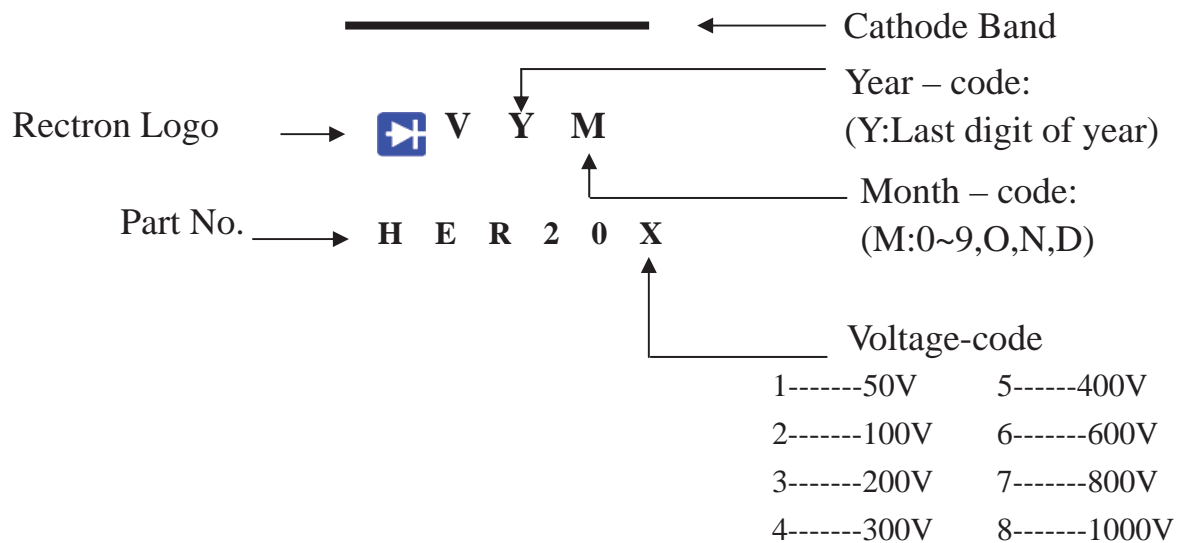 Cathode Band
Year – code:
(Y:Last digit of year)
Rectron Logo
V Y M
Month – code:
(M:0~9,O,N,D)
Part No.
H E R 2 0 X
Voltage-code
1-------50V 5------400V
2-------100V 6-------600V
3-------200V 7-------800V
4-------300V 8-------1000V